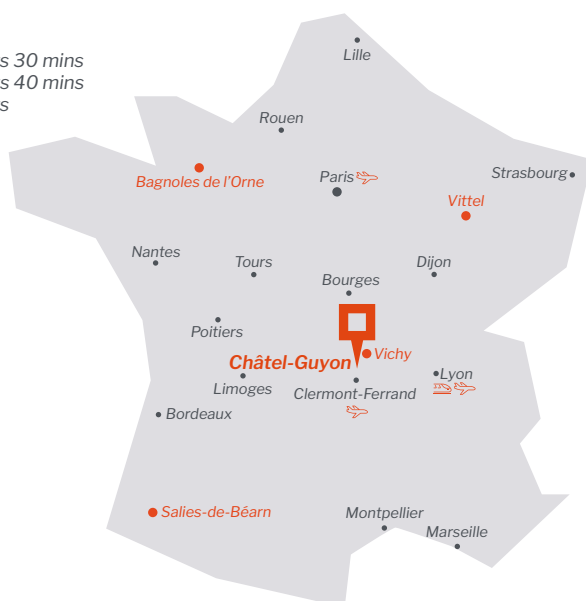 s 30 mins
s 40 mins
s
Lille
Rouen
Paris
Strasbourg
Bagnoles de l'Orne
Vittel
Nantes
Tours
Dijon
Bourges
Poitiers
Châtel-Guyon
Vichy
Limoges
Clermont-Ferrand
Lyon
Bordeaux
Salies-de-Béarn
Montpellier
Marseille